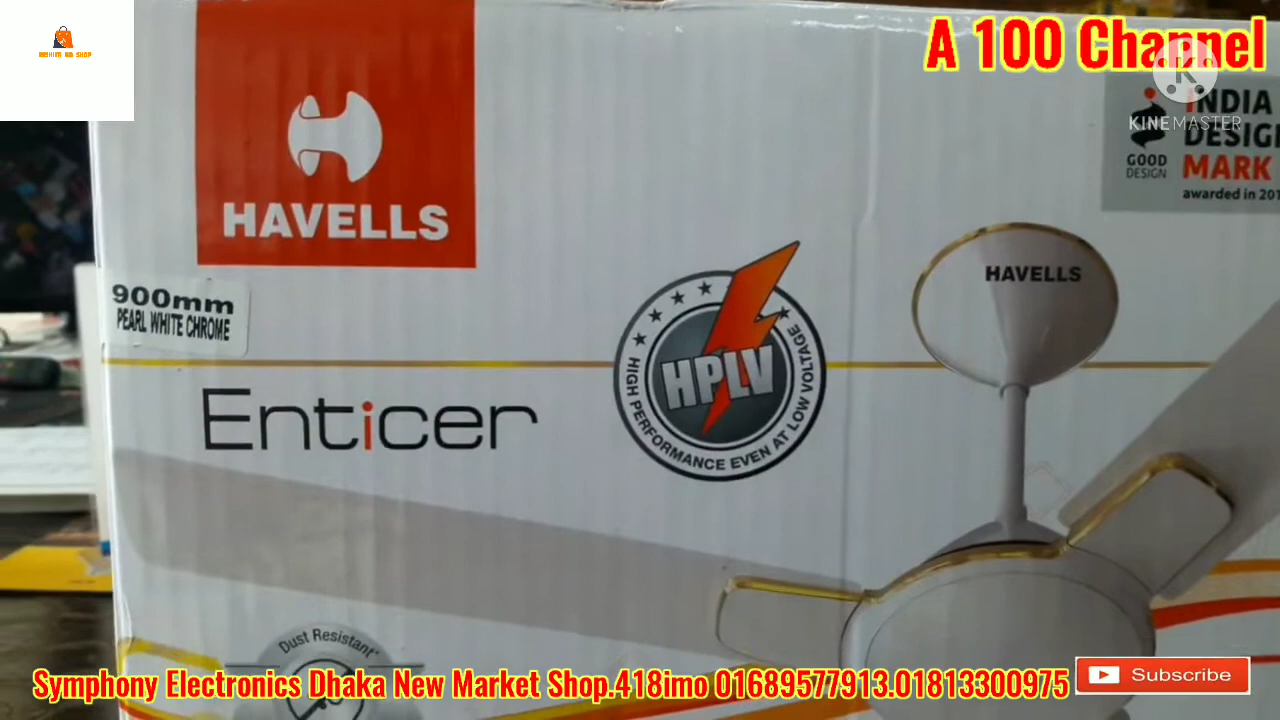 A 100 Channel
KINEMASTER
INDIA
DESIGN
MARK
GOOD
DESIGN
awarded in 201
HAVELLS
HAVELLS
900mm
PEARL WHITE CHROME
HPLV
HIGH PERFORMANCE EVEN AT LOW VOLTAGE
Enticer
Dust Resistant*
Symphony Electronics Dhaka New Market Shop.418imo 01689577913.01813300975
Subscribe